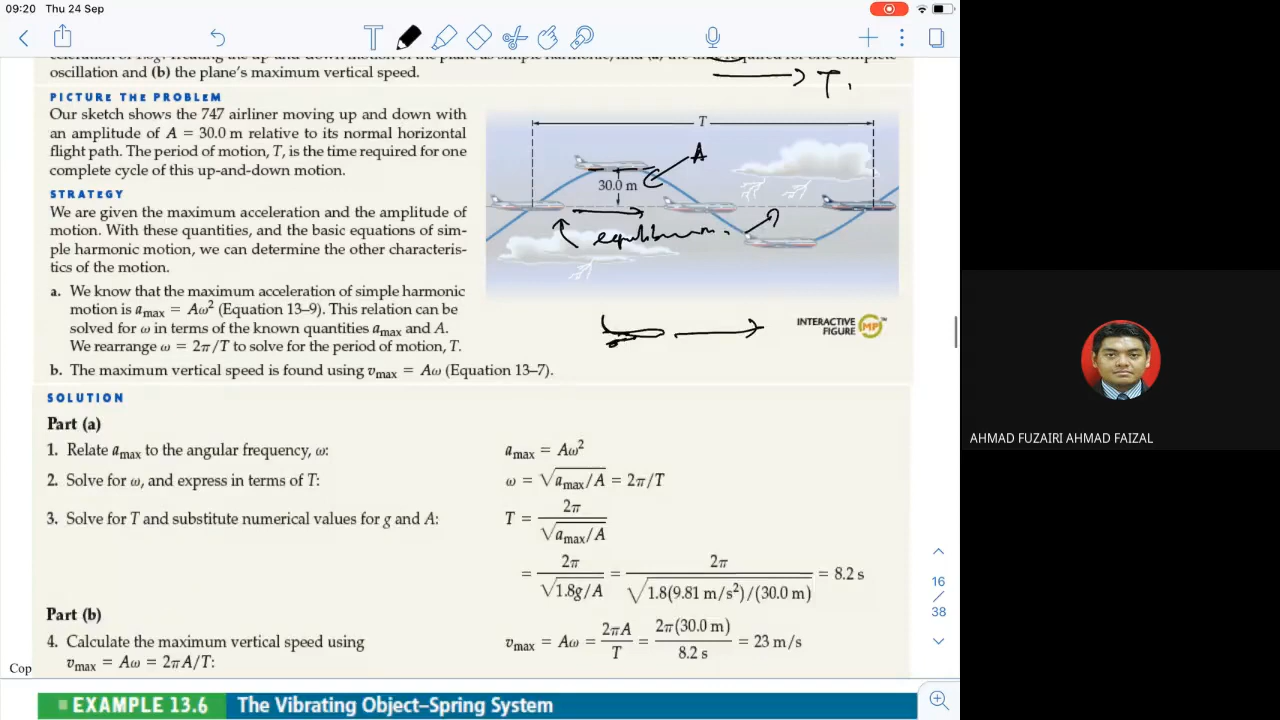 09:20 Thu 24 Sep
oscillation and (b) the plane's maximum vertical speed.
T.
PICTURE THE PROBLEM
Our sketch shows the 747 airliner moving up and down with
an amplitude of A = 30.0 m relative to its normal horizontal
flight path. The period of motion, T, is the time required for one
complete cycle of this up-and-down motion.
STRATEGY
We are given the maximum acceleration and the amplitude of
motion. With these quantities, and the basic equations of sim-
ple harmonic motion, we can determine the other characteris-
tics of the motion.
a. We know that the maximum acceleration of simple harmonic
motion is amax = Aω² (Equation 13–9). This relation can be
solved for ω in terms of the known quantities amax and A.
We rearrange ω = 2π/T to solve for the period of motion, T.
b. The maximum vertical speed is found using vmax = Aω (Equation 13–7).
T
A
30.0 m
equilibrium.
INTERACTIVE
FIGURE MP™
SOLUTION
Part (a)
1. Relate amax to the angular frequency, ω: amax = Aω²
2. Solve for ω, and express in terms of T: ω = √amax/A = 2π/T
3. Solve for T and substitute numerical values for g and A: T = 2π / √amax/A
= 2π / √1.8g/A = 2π / √1.8(9.81 m/s²)/(30.0 m) = 8.2 s
Part (b)
4. Calculate the maximum vertical speed using
vmax = Aω = 2πA/T:
vmax = Aω = 2πA / T = 2π(30.0 m) / 8.2 s = 23 m/s
Cop
EXAMPLE 13.6 The Vibrating Object–Spring System
16
/
38
AHMAD FUZAIRI AHMAD FAIZAL